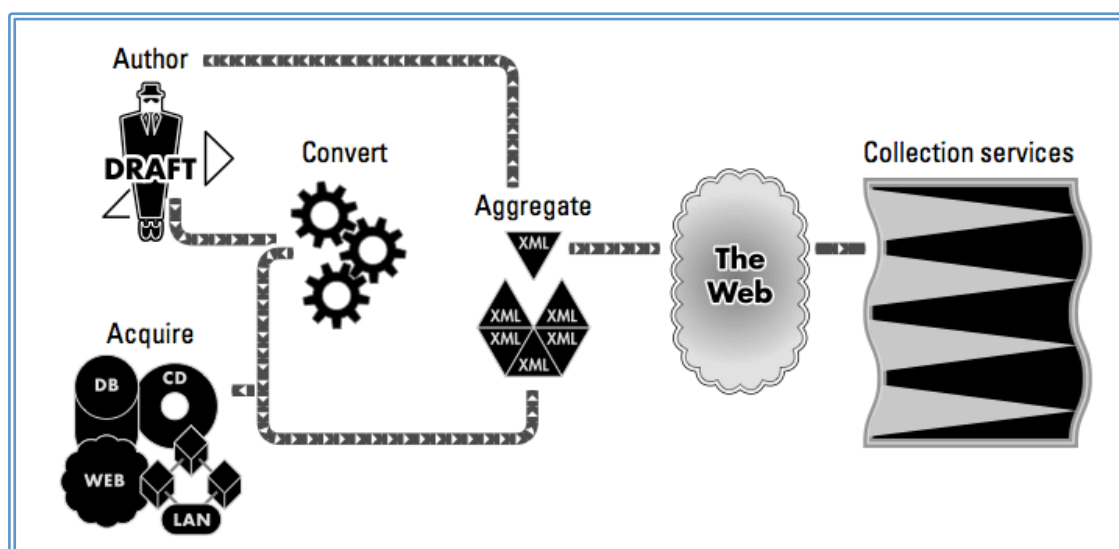 Author
DRAFT
Convert
Collection services
Aggregate
XML
XML XML
XML XML
XML
The
Web
Acquire
DB
CD
WEB
LAN